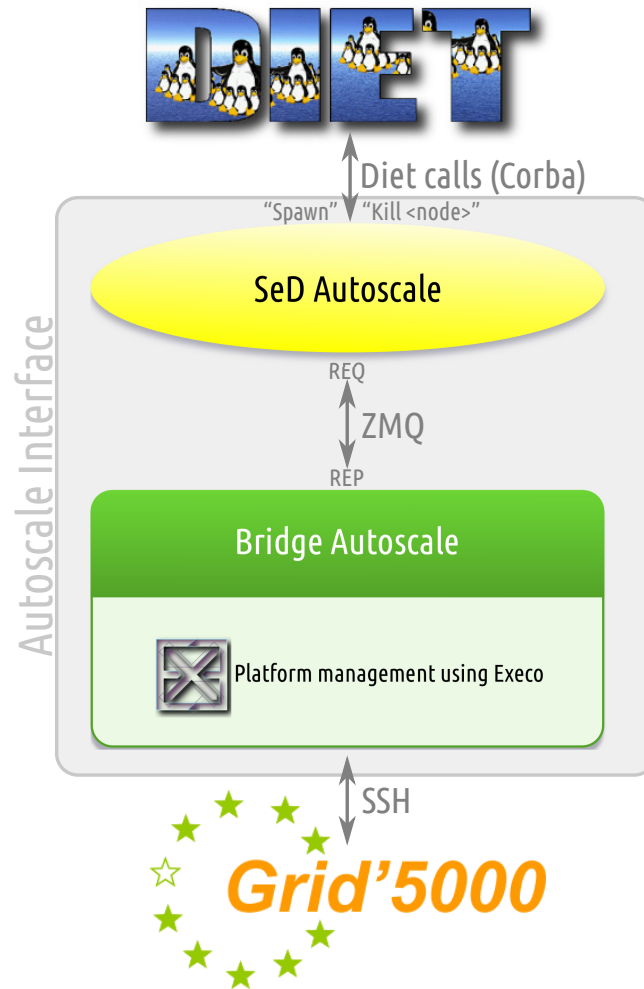 DIET
Diet calls (Corba)
“Spawn” “Kill <node>”
SeD Autoscale
REQ
ZMQ
REP
Autoscale Interface
Bridge Autoscale
Platform management using Execo
SSH
Grid’5000